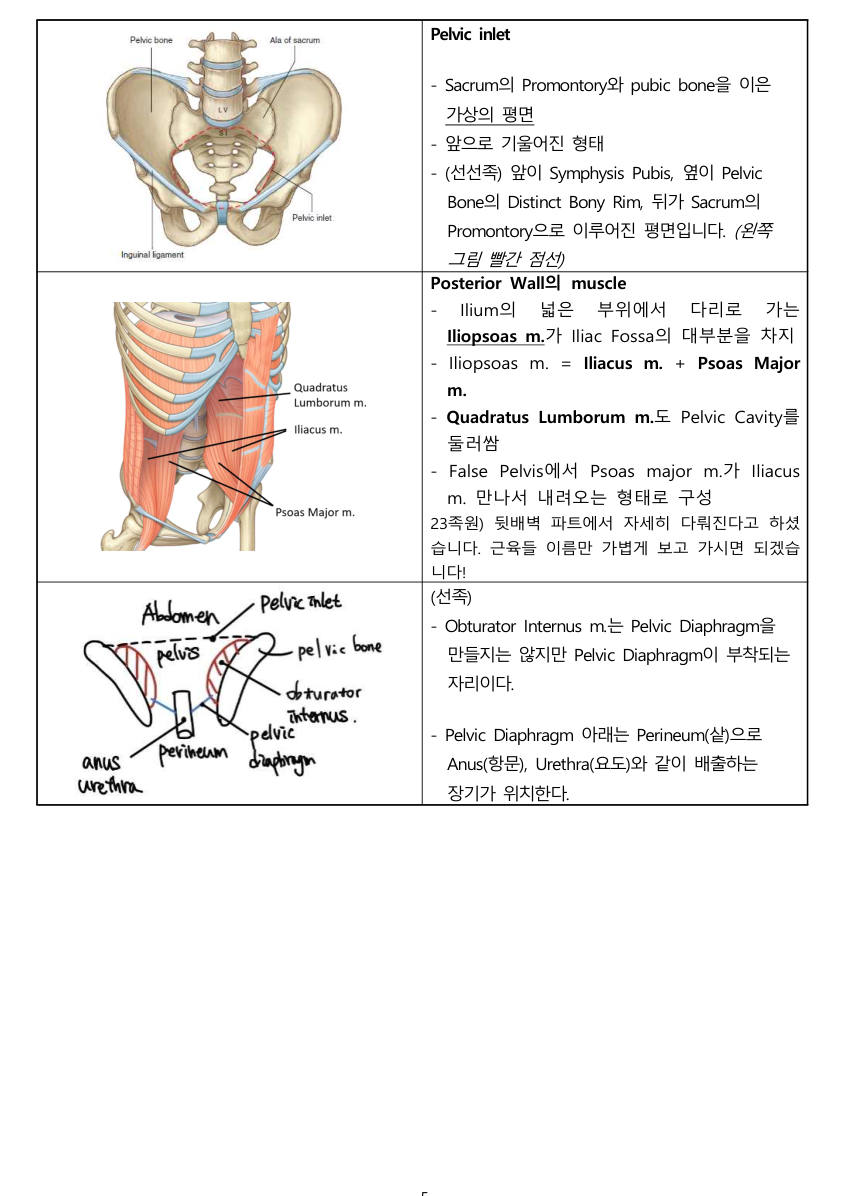 Pelvic bone
Ala of sacrum
L V
S I
Pelvic inlet
Inguinal ligament
Pelvic inlet
- Sacrum의 Promontory와 pubic bone을 이은
가상의 평면
- 앞으로 기울어진 형태
- (선선족) 앞이 Symphysis Pubis, 옆이 Pelvic
Bone의 Distinct Bony Rim, 뒤가 Sacrum의
Promontory으로 이루어진 평면입니다. (왼쪽
그림 빨간 점선)
Quadratus
Lumborum m.
Iliacus m.
Psoas Major m.
Posterior Wall의 muscle
- Ilium의 넓은 부위에서 다리로 가는
Iliopsoas m.가 Iliac Fossa의 대부분을 차지
- Iliopsoas m. = Iliacus m. + Psoas Major
m.
- Quadratus Lumborum m.도 Pelvic Cavity를
둘러쌈
- False Pelvis에서 Psoas major m.가 Iliacus
m. 만나서 내려오는 형태로 구성
23족원) 뒷배벽 파트에서 자세히 다뤄진다고 하셨
습니다. 근육들 이름만 가볍게 보고 가시면 되겠습
니다!
Abdomen
pelvic inlet
pelvis
pelvic bone
obturator
internus.
pelvic
diaphragm
perineum
anus
urethra
(선족)
- Obturator Internus m.는 Pelvic Diaphragm을
만들지는 않지만 Pelvic Diaphragm이 부착되는
자리이다.
- Pelvic Diaphragm 아래는 Perineum(샅)으로
Anus(항문), Urethra(요도)와 같이 배출하는
장기가 위치한다.